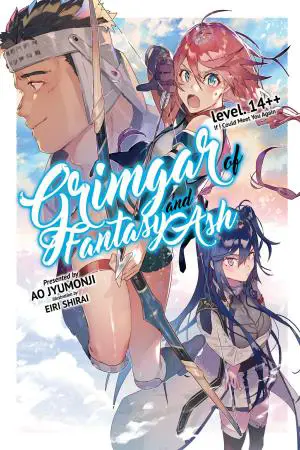 level. 14++
If I Could Meet You Again
Grimgar of
Fantasy and Ash
Presented by
AO JYUMONJI
Illustration by
EIRI SHIRAI